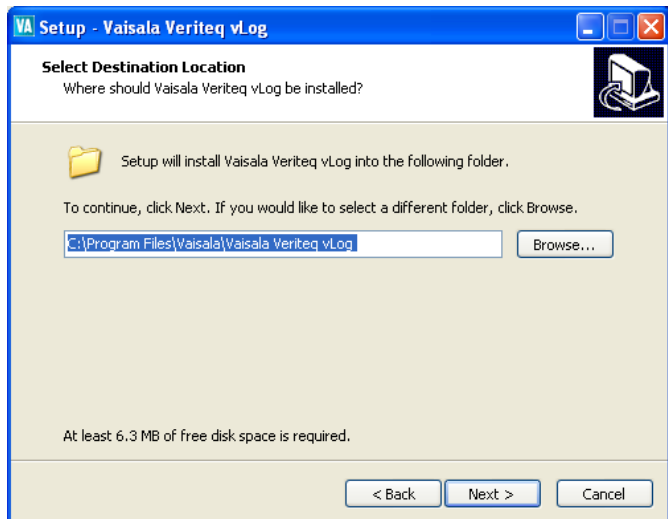 VA Setup - Vaisala Veriteq vLog
Select Destination Location
Where should Vaisala Veriteq vLog be installed?
Setup will install Vaisala Veriteq vLog into the following folder.
To continue, click Next. If you would like to select a different folder, click Browse.
C:\Program Files\Vaisala\Vaisala Veriteq vLog
Browse...
At least 6.3 MB of free disk space is required.
< Back
Next >
Cancel